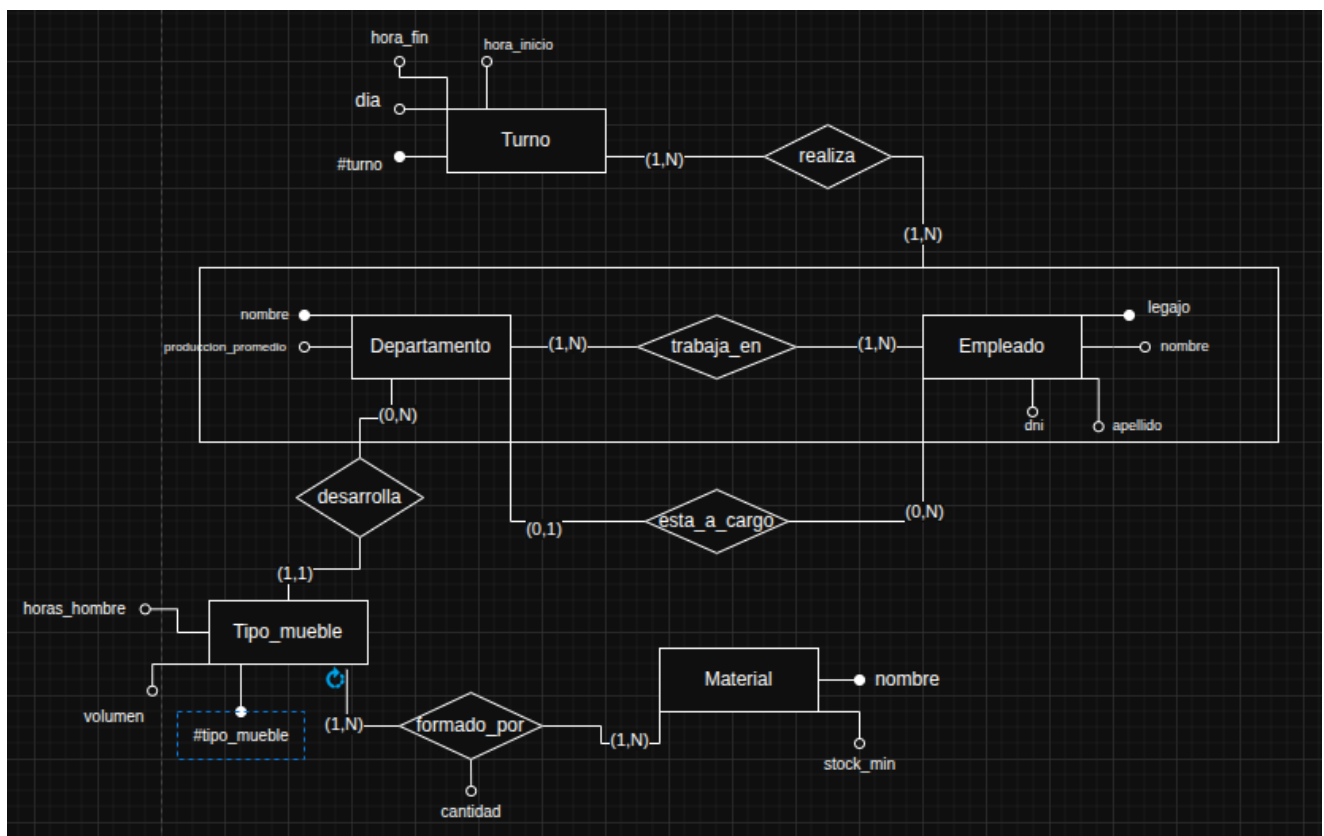 hora_fin
hora_inicio
dia
Turno
#turno
(1,N)
realiza
(1,N)
nombre
produccion_promedio
Departamento
(1,N)
trabaja_en
(1,N)
Empleado
legajo
nombre
dni
apellido
(0,N)
desarrolla
(0,1)
esta_a_cargo
(0,N)
(1,1)
horas_hombre
Tipo_mueble
volumen
#tipo_mueble
(1,N)
formado_por
(1,N)
cantidad
Material
nombre
stock_min